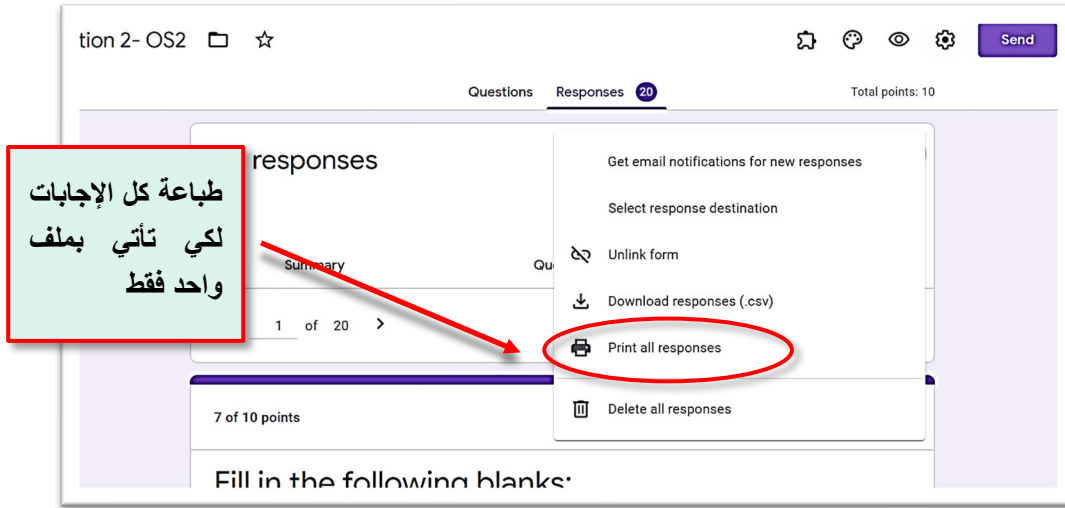 tion 2- OS2
Send
Questions Responses 20
Total points: 10
responses
طباعة كل الإجابات
لكي تأتي بملف
واحد فقط
Summary
Qu
1 of 20
7 of 10 points
Fill in the following blanks:
Get email notifications for new responses
Select response destination
Unlink form
Download responses (.csv)
Print all responses
Delete all responses